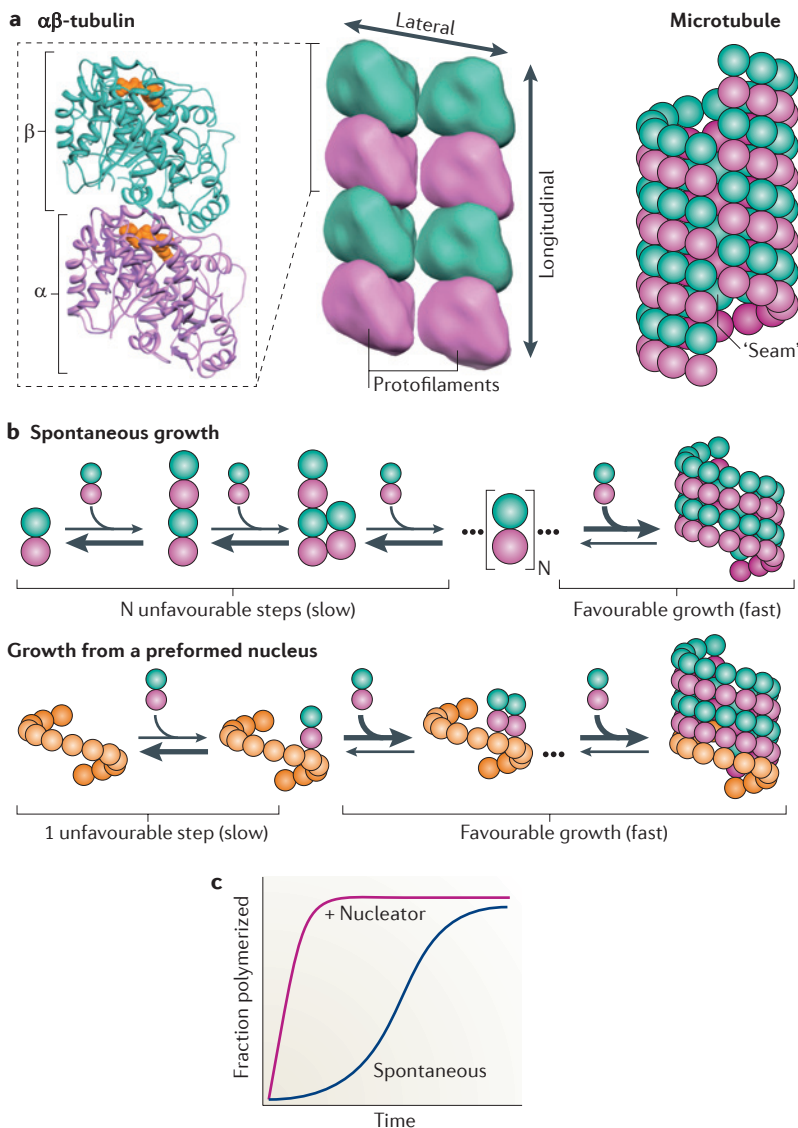 a αβ-tubulin
Lateral
Microtubule
β
α
Longitudinal
Protofilaments
'Seam'
b Spontaneous growth
N
N unfavourable steps (slow)
Favourable growth (fast)
Growth from a preformed nucleus
1 unfavourable step (slow)
Favourable growth (fast)
c
+ Nucleator
Spontaneous
Fraction polymerized
Time